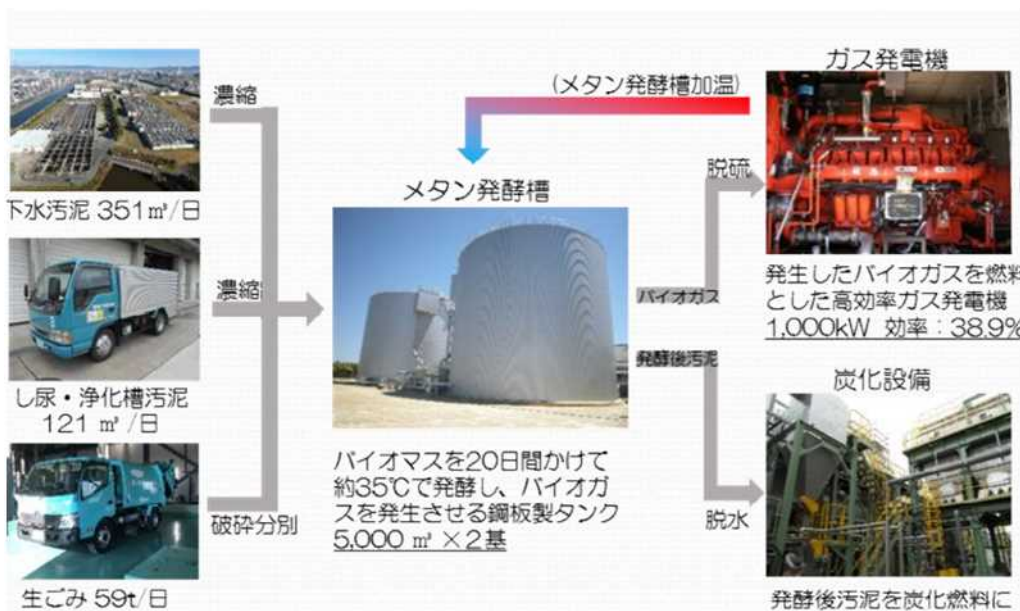 濃縮
下水汚泥 351㎥/日
濃縮
し尿・浄化槽汚泥
121 ㎥/日
破砕分別
生ごみ 59t/日
(メタン発酵槽加温)
メタン発酵槽
バイオマスを20日間かけて
約35℃で発酵し、バイオガ
スを発生させる鋼板製タンク
5,000 ㎥ ×2基
バイオガス
発酵後汚泥
脱硫
脱水
ガス発電機
発生したバイオガスを燃料
とした高効率ガス発電機
1,000kW 効率：38.9%
炭化設備
発酵後汚泥を炭化燃料に